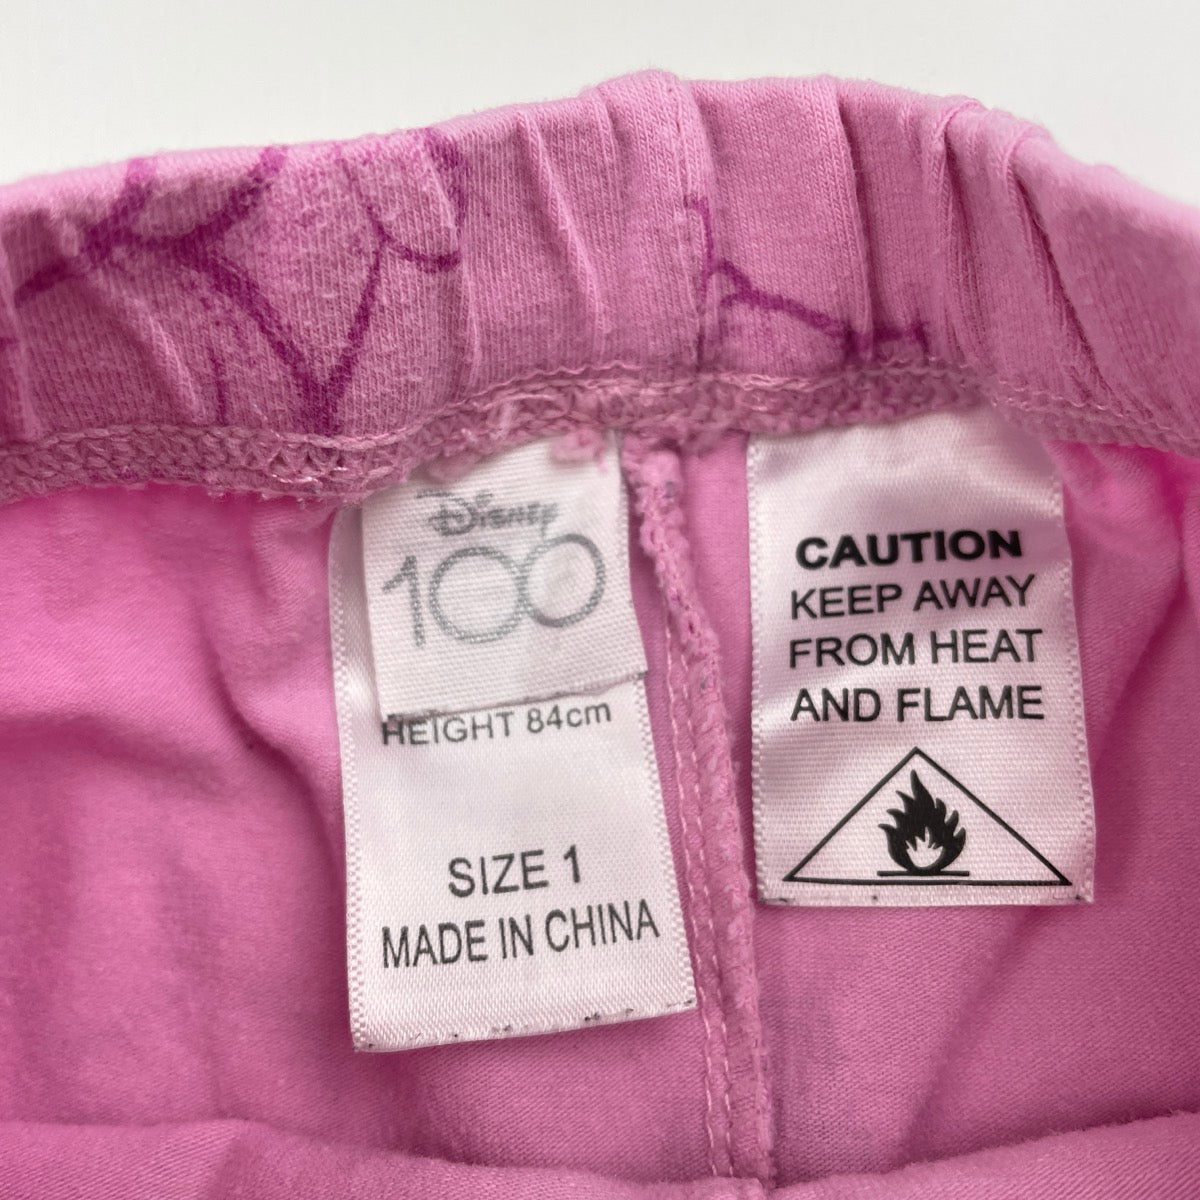 Disney
100
HEIGHT 84cm
SIZE 1
MADE IN CHINA
CAUTION
KEEP AWAY
FROM HEAT
AND FLAME